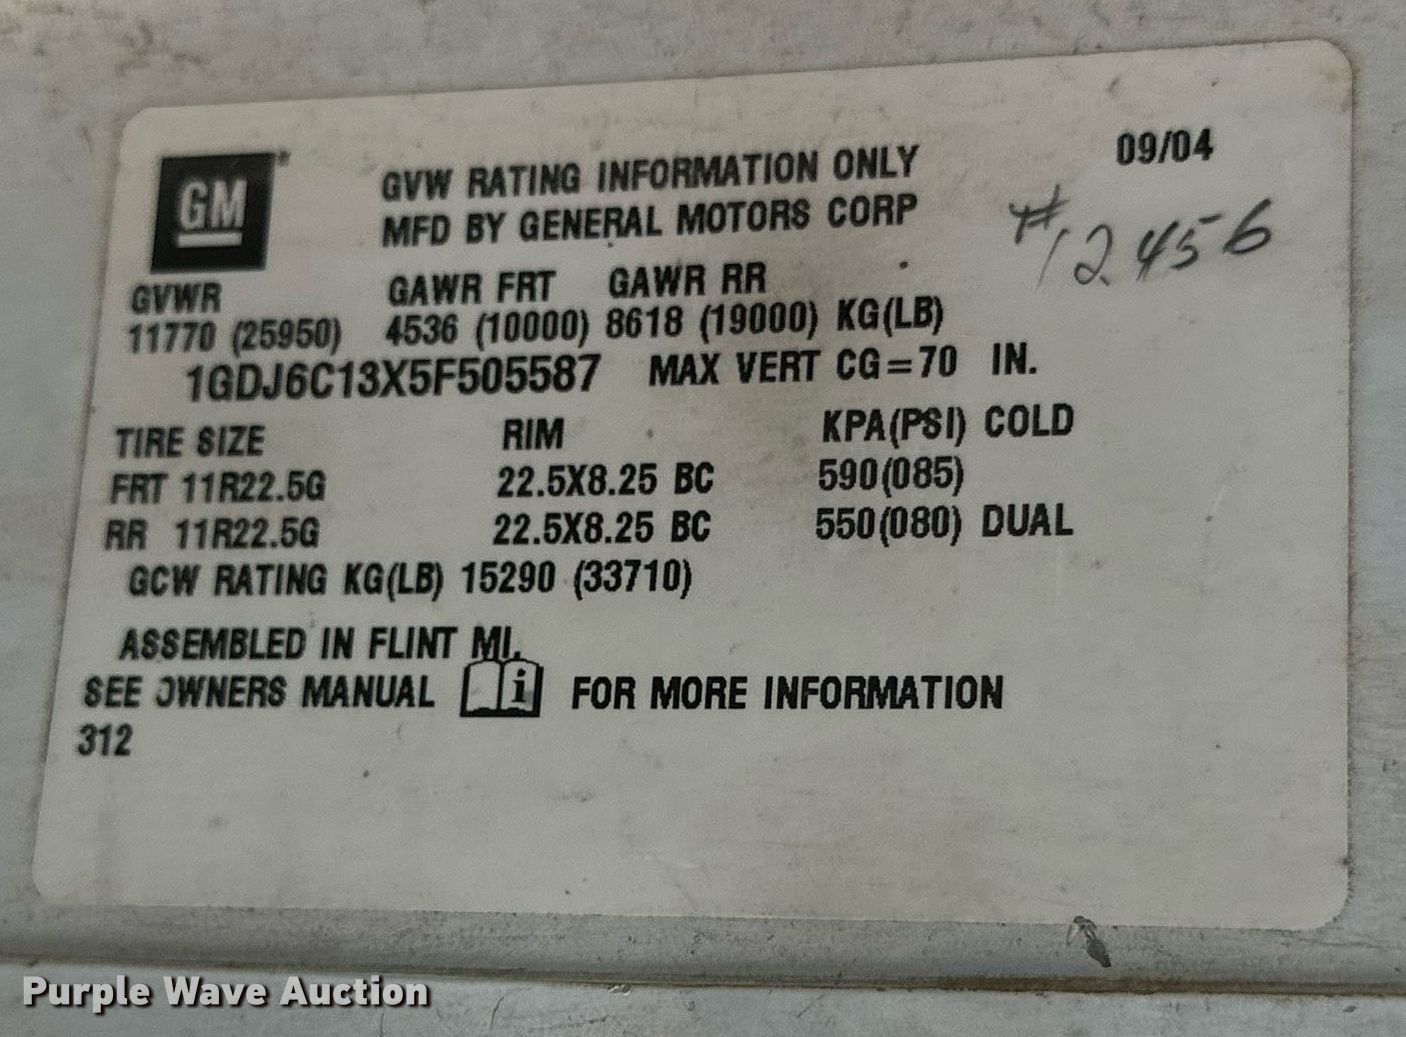 GM
GVW RATING INFORMATION ONLY
09/04
MFD BY GENERAL MOTORS CORP
#12456
GVWR GAWR FRT GAWR RR
11770 (25950) 4536 (10000) 8618 (19000) KG(LB)
1GDJ6C13X5F505587 MAX VERT CG=70 IN.
TIRE SIZE RIM KPA(PSI) COLD
FRT 11R22.5G 22.5X8.25 BC 590(085)
RR 11R22.5G 22.5X8.25 BC 550(080) DUAL
GCW RATING KG(LB) 15290 (33710)
ASSEMBLED IN FLINT MI.
SEE OWNERS MANUAL i FOR MORE INFORMATION
312
Purple Wave Auction